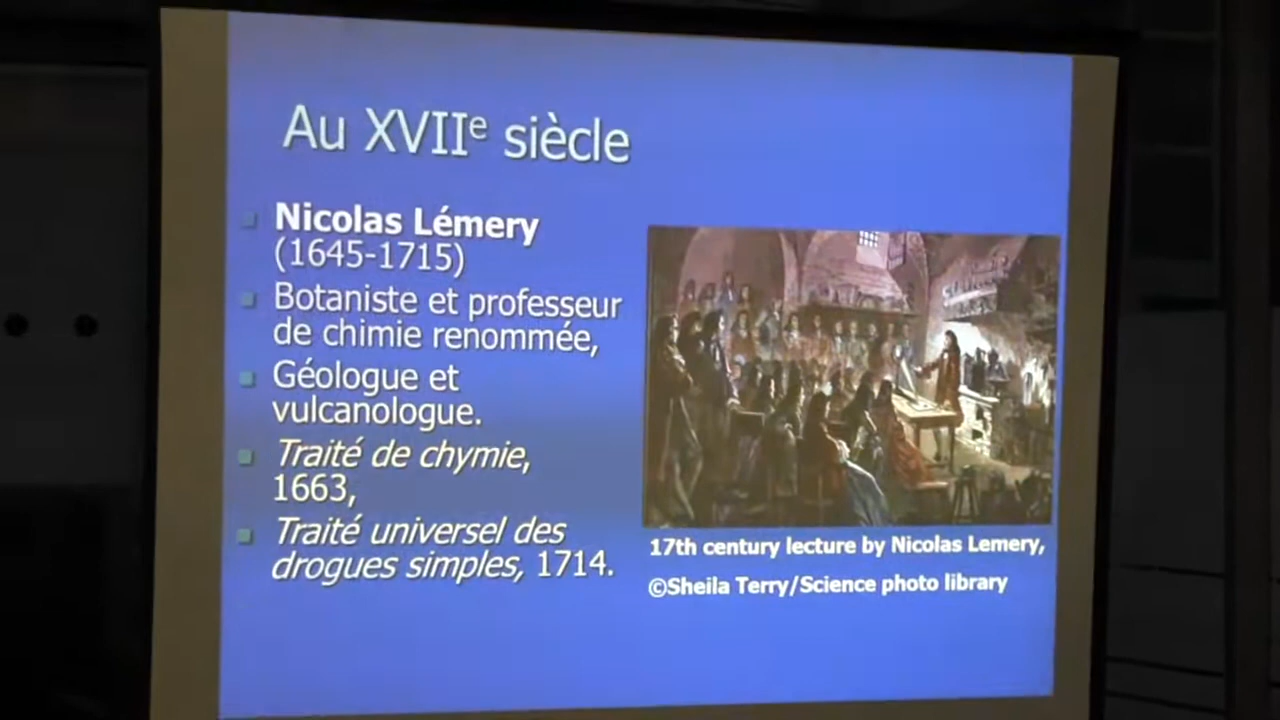 Au XVIIe siècle
Nicolas Lémery
(1645-1715)
Botaniste et professeur
de chimie renommée,
Géologue et
vulcanologue.
Traité de chymie,
1663,
Traité universel des
drogues simples, 1714.
17th century lecture by Nicolas Lemery,
©Sheila Terry/Science photo library